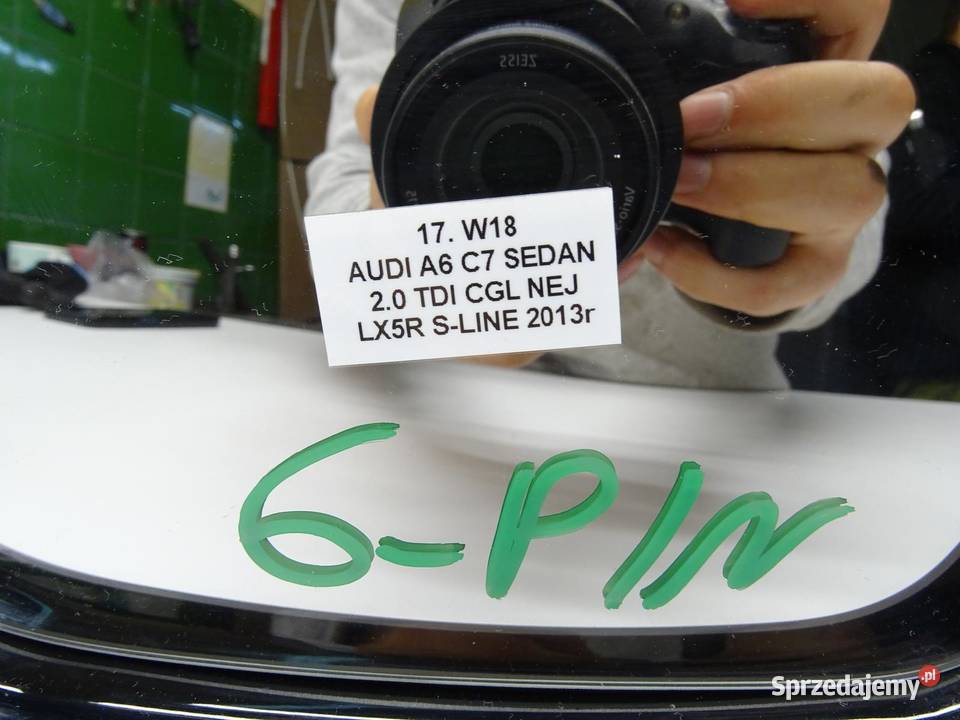 ZEISS
Vario-
17. W18
AUDI A6 C7 SEDAN
2.0 TDI CGL NEJ
LX5R S-LINE 2013r
6-PIN
Sprzedajemy.pl